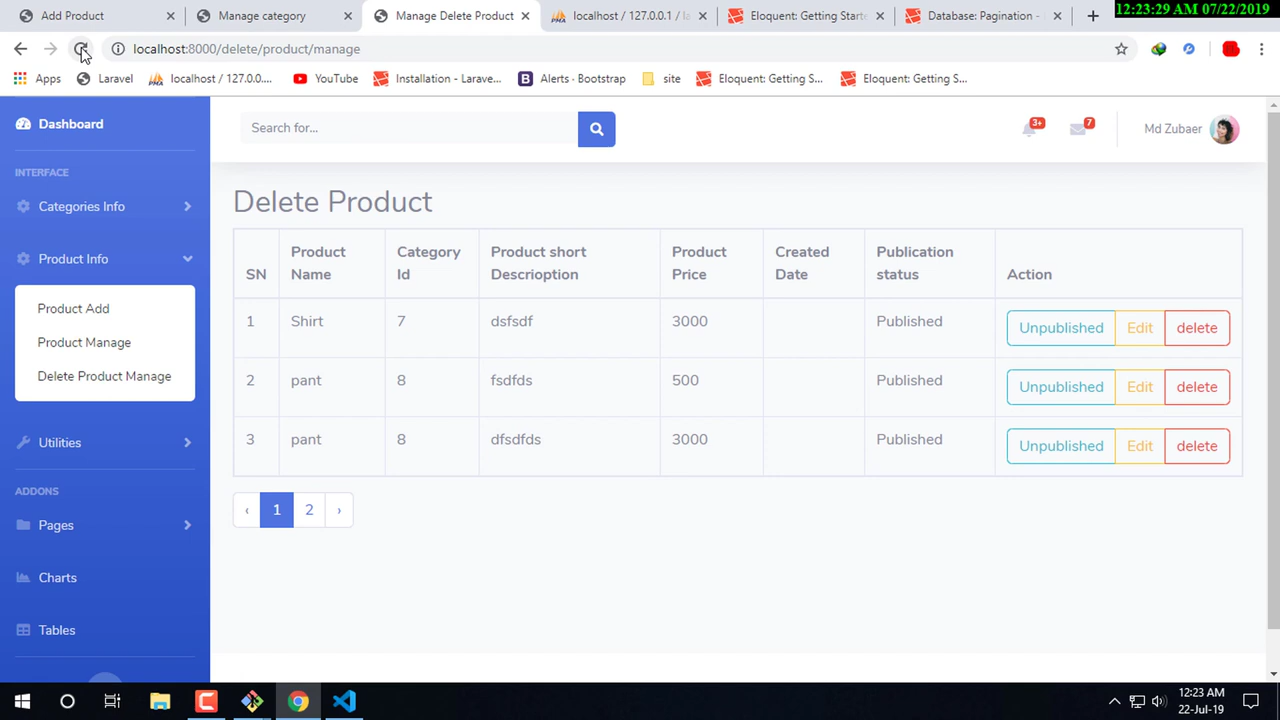 Add Product
Manage category
Manage Delete Product
localhost / 127.0.0.1 / la
Eloquent: Getting Starte
Database: Pagination -
12:23:29 AM 07/22/2019
localhost:8000/delete/product/manage
Apps
Laravel
localhost / 127.0.0....
YouTube
Installation - Larave...
B Alerts · Bootstrap
site
Eloquent: Getting S...
Eloquent: Getting S...
Dashboard
Search for...
3+
7
Md Zubaer
INTERFACE
Categories Info
Product Info
Product Add
Product Manage
Delete Product Manage
Utilities
ADDONS
Pages
Charts
Tables
Delete Product
SN Product Name Category Id Product short Descrioption Product Price Created Date Publication status Action
1 Shirt 7 dsfsdf 3000 Published Unpublished Edit delete
2 pant 8 fsdfds 500 Published Unpublished Edit delete
3 pant 8 dfsdfds 3000 Published Unpublished Edit delete
‹ 1 2 ›
12:23 AM
22-Jul-19